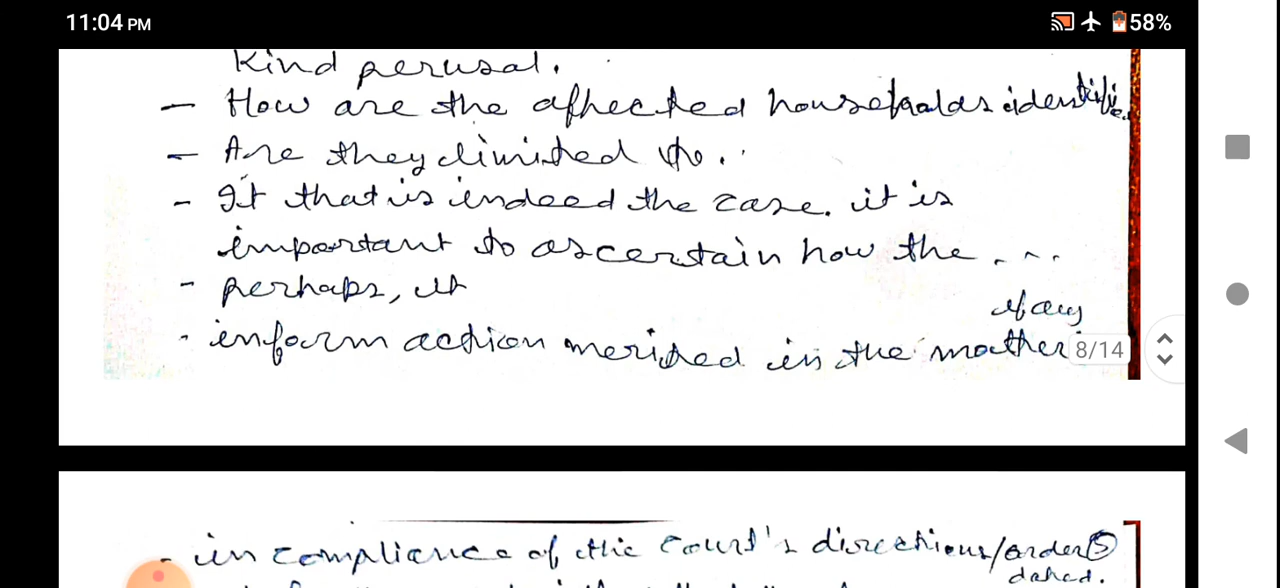 11:04 PM
58%
Kind perusal.
- How are the affected households identifie
- Are they limited to..
- If that is indeed the case. it is
important to ascertain how the ...
- perhaps, it
if any
- inform action merited in the matter
8/14
- in compliance of the Court's directions/orders
dated.